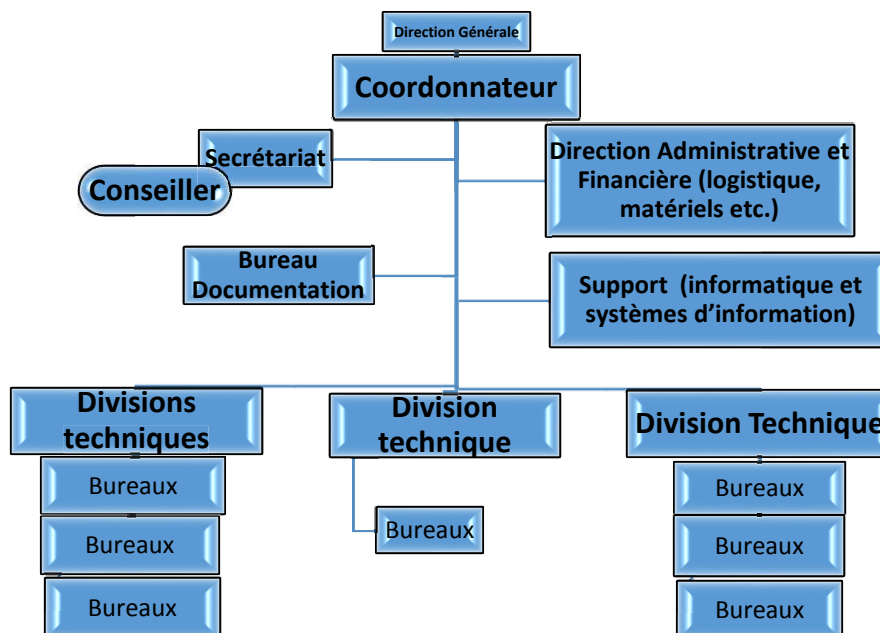 Direction Générale
Coordonnateur
Secrétariat
Conseiller
Direction Administrative et
Financière (logistique,
matériels etc.)
Bureau
Documentation
Support (informatique et
systèmes d’information)
Divisions
techniques
Division
technique
Division Technique
Bureaux
Bureaux
Bureaux
Bureaux
Bureaux
Bureaux
Bureaux